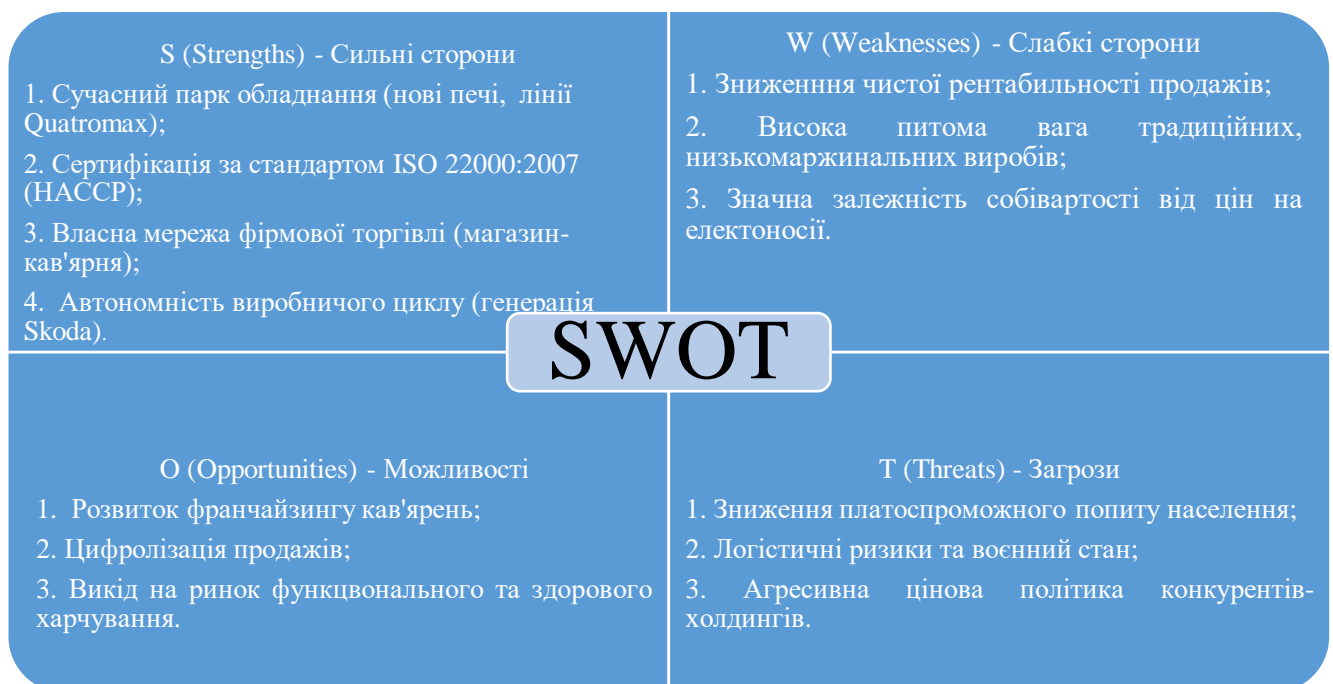 S (Strengths) - Сильні сторони
1. Сучасний парк обладнання (нові печі, лінії
Quatromax);
2. Сертифікація за стандартом ISO 22000:2007
(HACCP);
3. Власна мережа фірмової торгівлі (магазин-
кав'ярня);
4. Автономність виробничого циклу (генерація
Skoda).
W (Weaknesses) - Слабкі сторони
1. Зниженння чистої рентабильності продажів;
2. Висока питома вага традиційних,
низькомаржинальних виробів;
3. Значна залежність собівартості від цін на
електоносії.
SWOT
O (Opportunities) - Можливості
1. Розвиток франчайзингу кав'ярень;
2. Цифролізація продажів;
3. Викід на ринок функцвонального та здорового
харчування.
T (Threats) - Загрози
1. Зниження платоспроможного попиту населення;
2. Логістичні ризики та воєнний стан;
3. Агресивна цінова політика конкурентів-
холдингів.